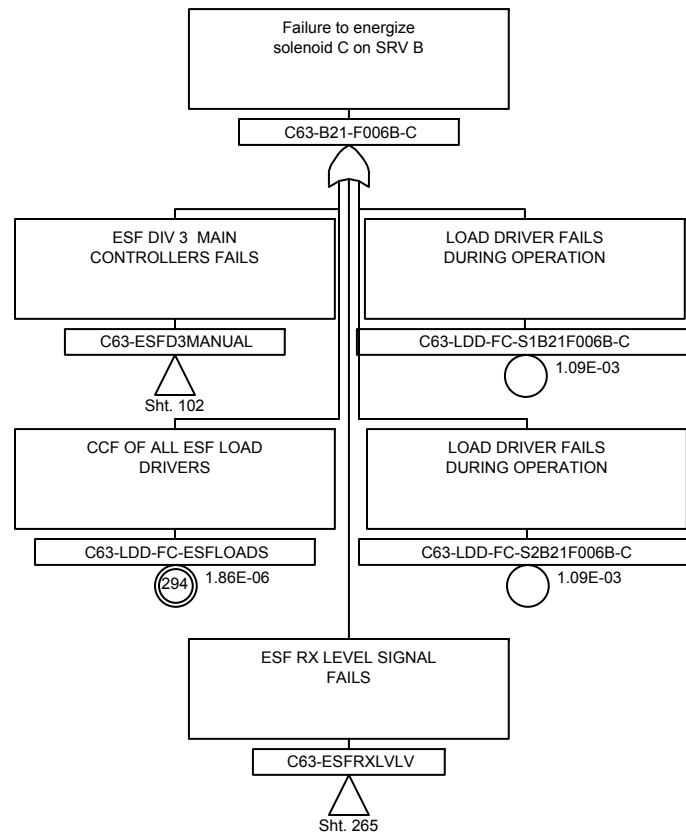 Failure to energize
solenoid C on SRV B
C63-B21-F006B-C
ESF DIV 3 MAIN
CONTROLLERS FAILS
C63-ESFD3MANUAL
Sht. 102
LOAD DRIVER FAILS
DURING OPERATION
C63-LDD-FC-S1B21F006B-C
1.09E-03
CCF OF ALL ESF LOAD
DRIVERS
C63-LDD-FC-ESFLOADS
294
1.86E-06
LOAD DRIVER FAILS
DURING OPERATION
C63-LDD-FC-S2B21F006B-C
1.09E-03
ESF RX LEVEL SIGNAL
FAILS
C63-ESFRXLVLV
Sht. 265